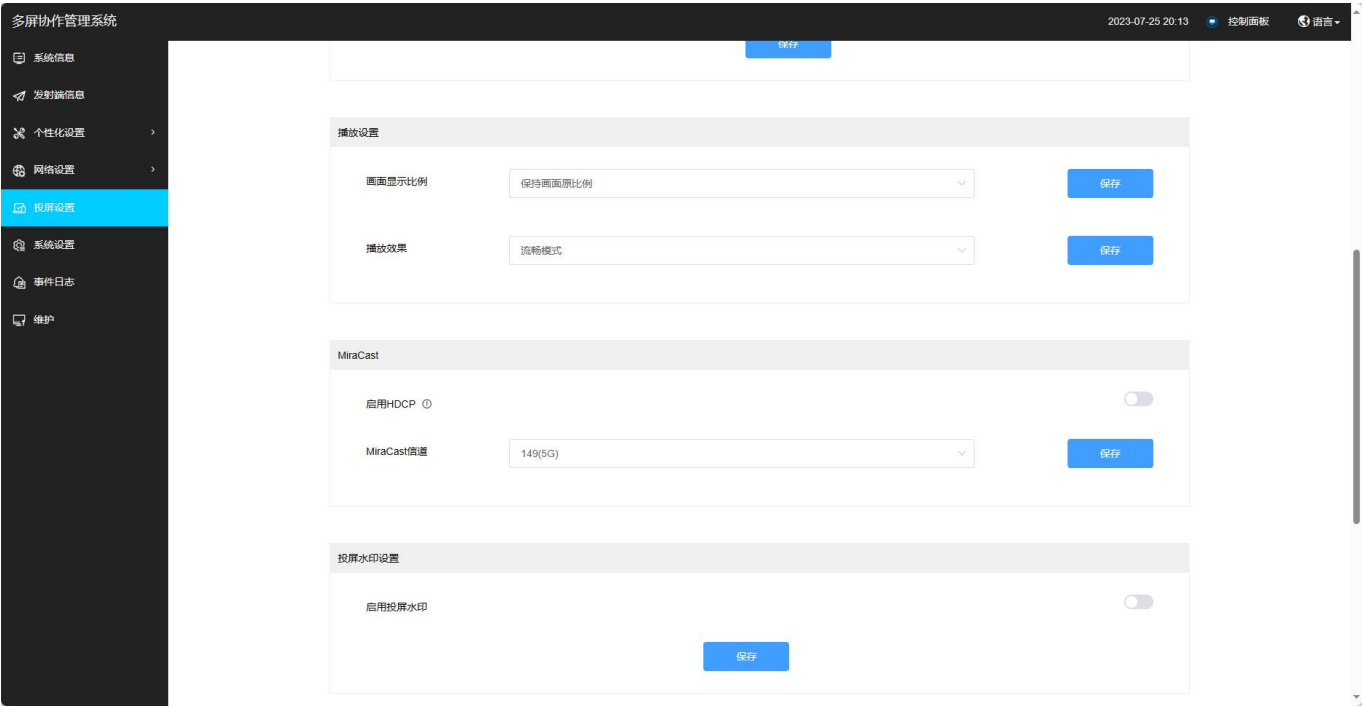 多屏协作管理系统
2023-07-25 20:13 控制面板 语言
系统信息
发射端信息
个性化设置
网络设置
投屏设置
系统设置
事件日志
维护
保存
播放设置
画面显示比例 保持画面原比例 保存
播放效果 流畅模式 保存
MiraCast
启用HDCP
MiraCast信道 149(5G) 保存
投屏水印设置
启用投屏水印
保存